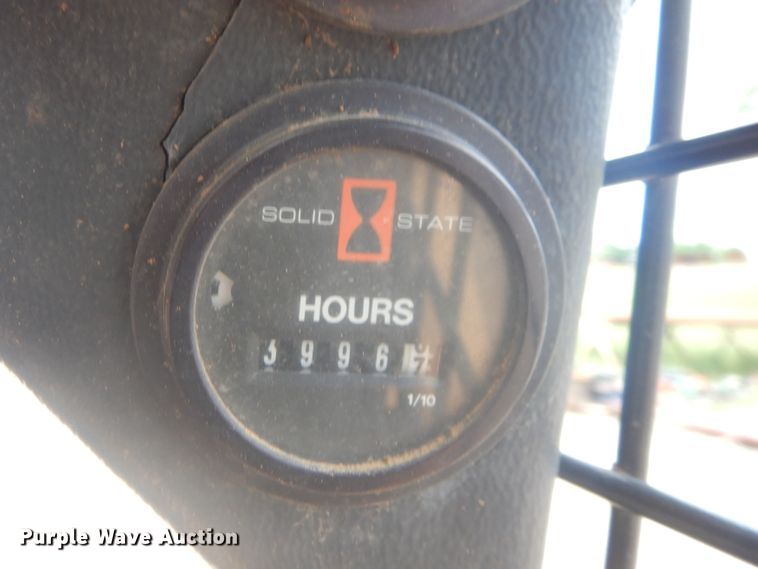 SOLID STATE
HOURS
3996
1/10
Purple Wave Auction